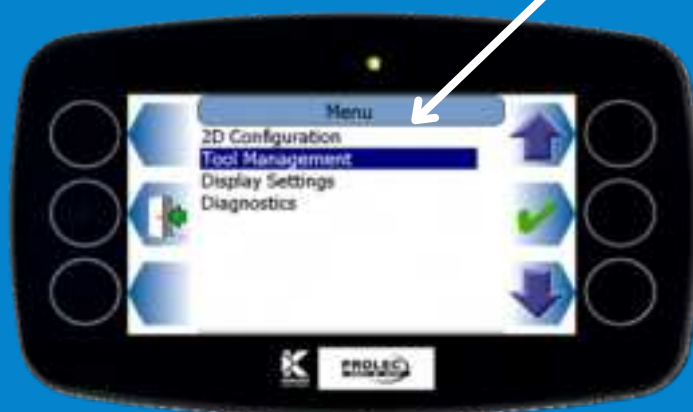 Menu
2D Configuration
Tool Management
Display Settings
Diagnostics
K
PROLEC